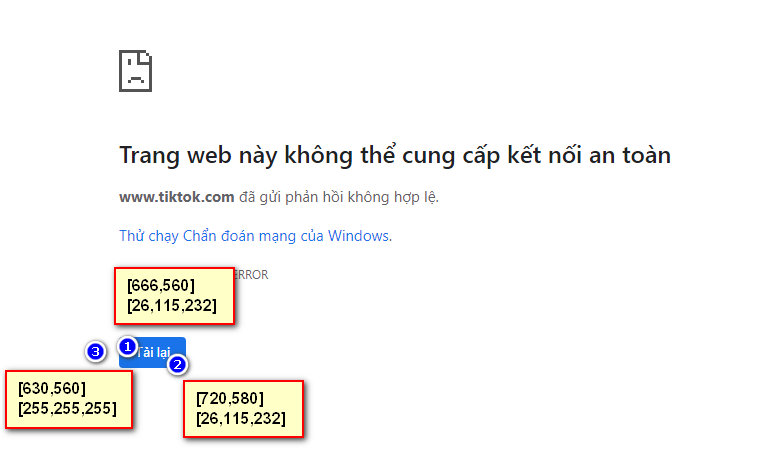 Trang web này không thể cung cấp kết nối an toàn
www.tiktok.com đã gửi phản hồi không hợp lệ.
Thử chạy Chẩn đoán mạng của Windows.
ERROR
[666,560]
[26,115,232]
3
1
Tải lại
2
[630,560]
[255,255,255]
[720,580]
[26,115,232]